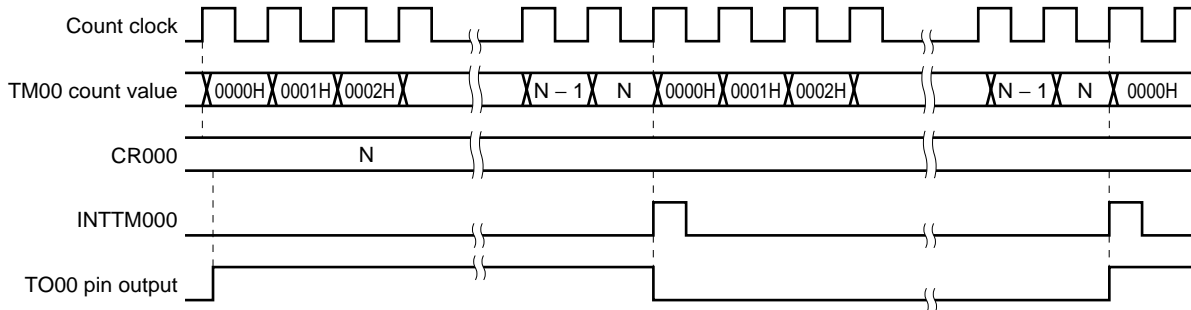 Count clock
TM00 count value 0000H 0001H 0002H N – 1 N 0000H 0001H 0002H N – 1 N 0000H
CR000 N
INTTM000
TO00 pin output